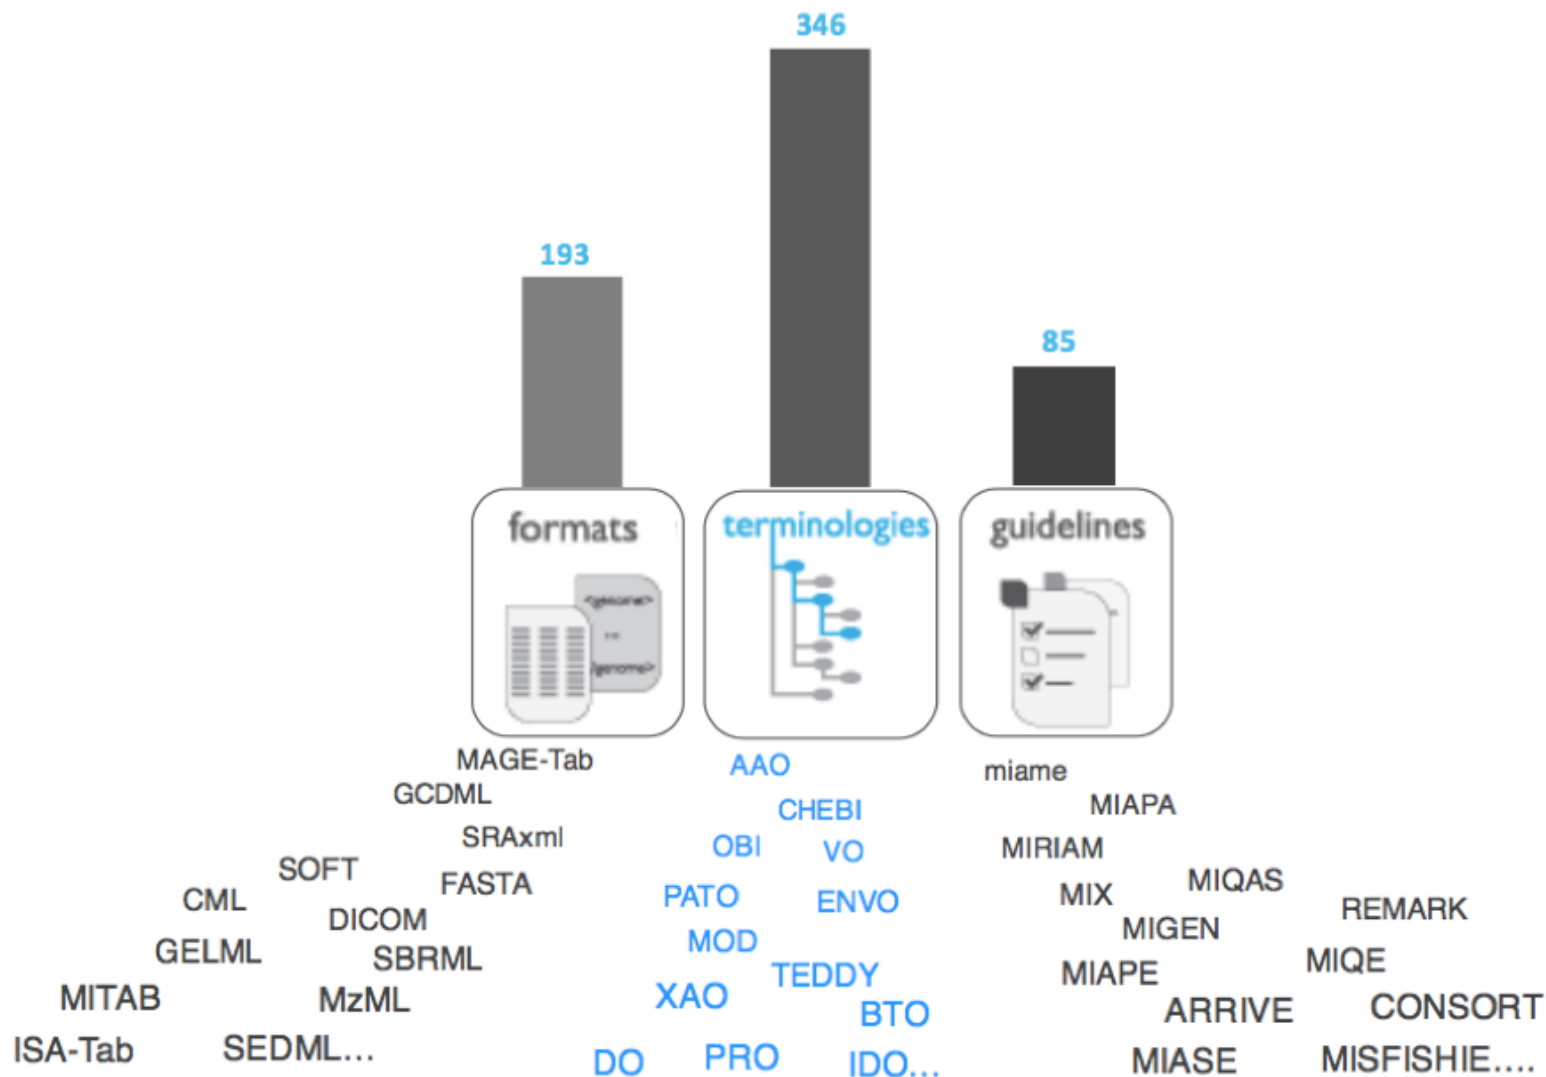 346
193
85
formats
terminologies
guidelines
<genome>
...
</genome>
MAGE-Tab
GCDML
SRAxml
SOFT
FASTA
CML
DICOM
GELML
SBRML
MITAB
MzML
ISA-Tab
SEDML...
AAO
CHEBI
OBI
VO
PATO
ENVO
MOD
TEDDY
XAO
BTO
DO
PRO
IDO...
miame
MIAPA
MIRIAM
MIQAS
MIX
REMARK
MIGEN
MIQE
MIAPE
ARRIVE
CONSORT
MIASE
MISFISHIE....